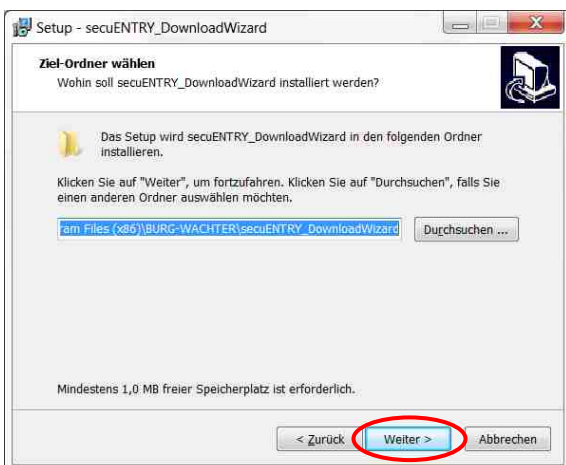 Setup - secuENTRY_DownloadWizard
Ziel-Ordner wählen
Wohin soll secuENTRY_DownloadWizard installiert werden?
Das Setup wird secuENTRY_DownloadWizard in den folgenden Ordner
installieren.
Klicken Sie auf "Weiter", um fortzufahren. Klicken Sie auf "Durchsuchen", falls Sie
einen anderen Ordner auswählen möchten.
ram Files (x86)\BURG-WACHTER\secuENTRY_DownloadWizard
Durchsuchen ...
Mindestens 1,0 MB freier Speicherplatz ist erforderlich.
< Zurück
Weiter >
Abbrechen